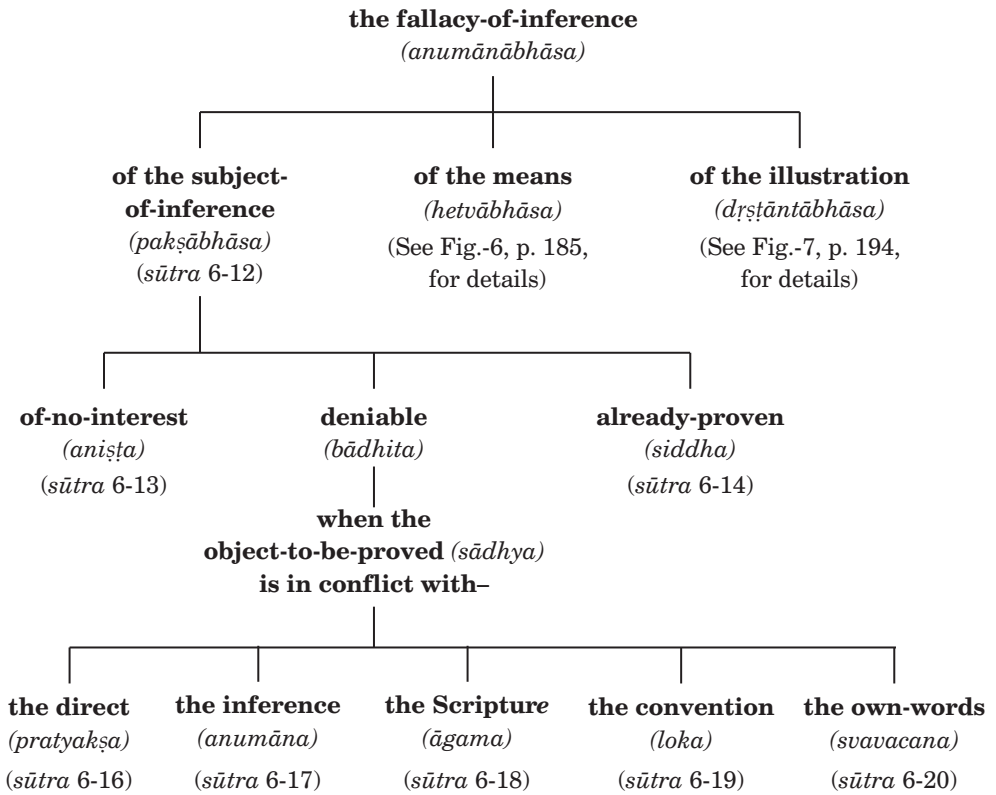 the fallacy-of-inference
(anumānābhāsa)
of the subject-
of-inference
(pakṣābhāsa)
(sūtra 6-12)
of the means
(hetvābhāsa)
(See Fig.-6, p. 185,
for details)
of the illustration
(dṛṣṭāntābhāsa)
(See Fig.-7, p. 194,
for details)
of-no-interest
(aniṣṭa)
(sūtra 6-13)
deniable
(bādhita)
already-proven
(siddha)
(sūtra 6-14)
when the
object-to-be-proved (sādhya)
is in conflict with–
the direct
(pratyakṣa)
(sūtra 6-16)
the inference
(anumāna)
(sūtra 6-17)
the Scripture
(āgama)
(sūtra 6-18)
the convention
(loka)
(sūtra 6-19)
the own-words
(svavacana)
(sūtra 6-20)